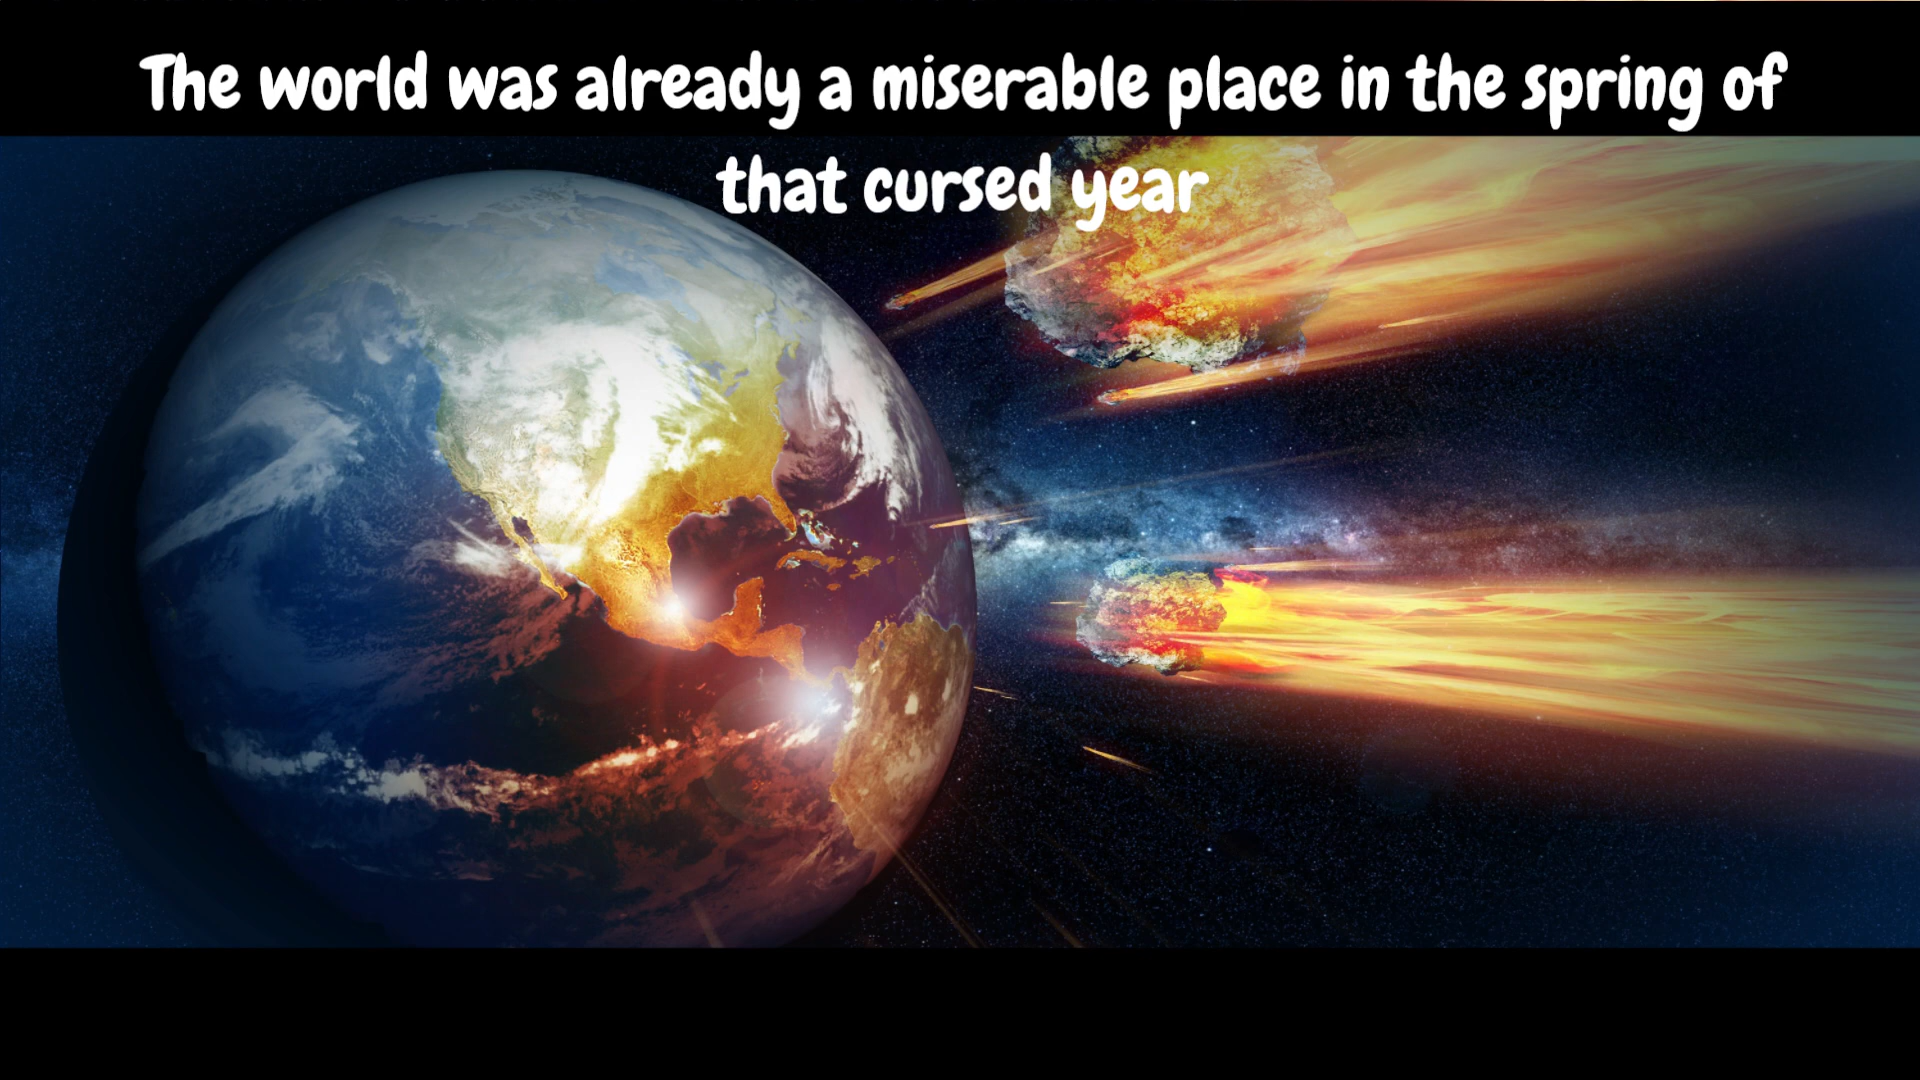 The world was already a miserable place in the spring of
that cursed year